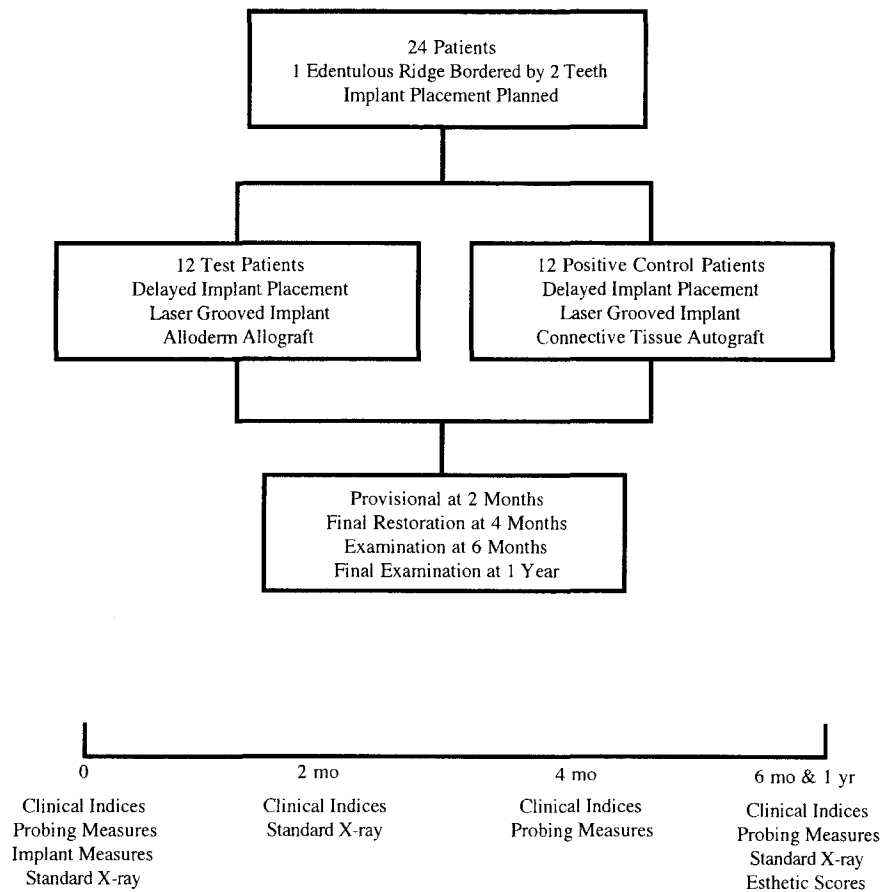 24 Patients
1 Edentulous Ridge Bordered by 2 Teeth
Implant Placement Planned
12 Test Patients
Delayed Implant Placement
Laser Grooved Implant
Alloderm Allograft
12 Positive Control Patients
Delayed Implant Placement
Laser Grooved Implant
Connective Tissue Autograft
Provisional at 2 Months
Final Restoration at 4 Months
Examination at 6 Months
Final Examination at 1 Year
0
Clinical Indices
Probing Measures
Implant Measures
Standard X-ray
2 mo
Clinical Indices
Standard X-ray
4 mo
Clinical Indices
Probing Measures
6 mo & 1 yr
Clinical Indices
Probing Measures
Standard X-ray
Esthetic Scores